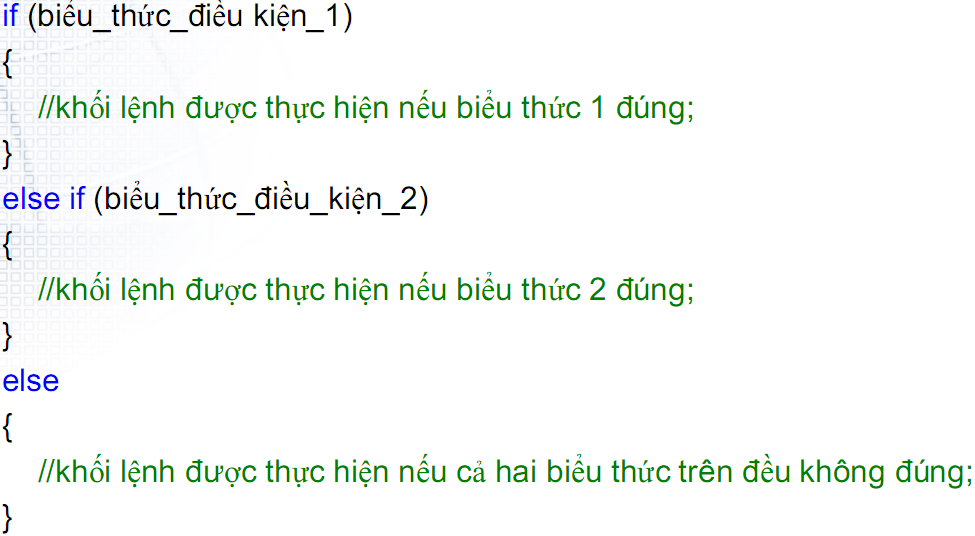 if (biểu_thức_điều kiện_1)
{
//khối lệnh được thực hiện nếu biểu thức 1 đúng;
}
else if (biểu_thức_điều_kiện_2)
{
//khối lệnh được thực hiện nếu biểu thức 2 đúng;
}
else
{
//khối lệnh được thực hiện nếu cả hai biểu thức trên đều không đúng;
}